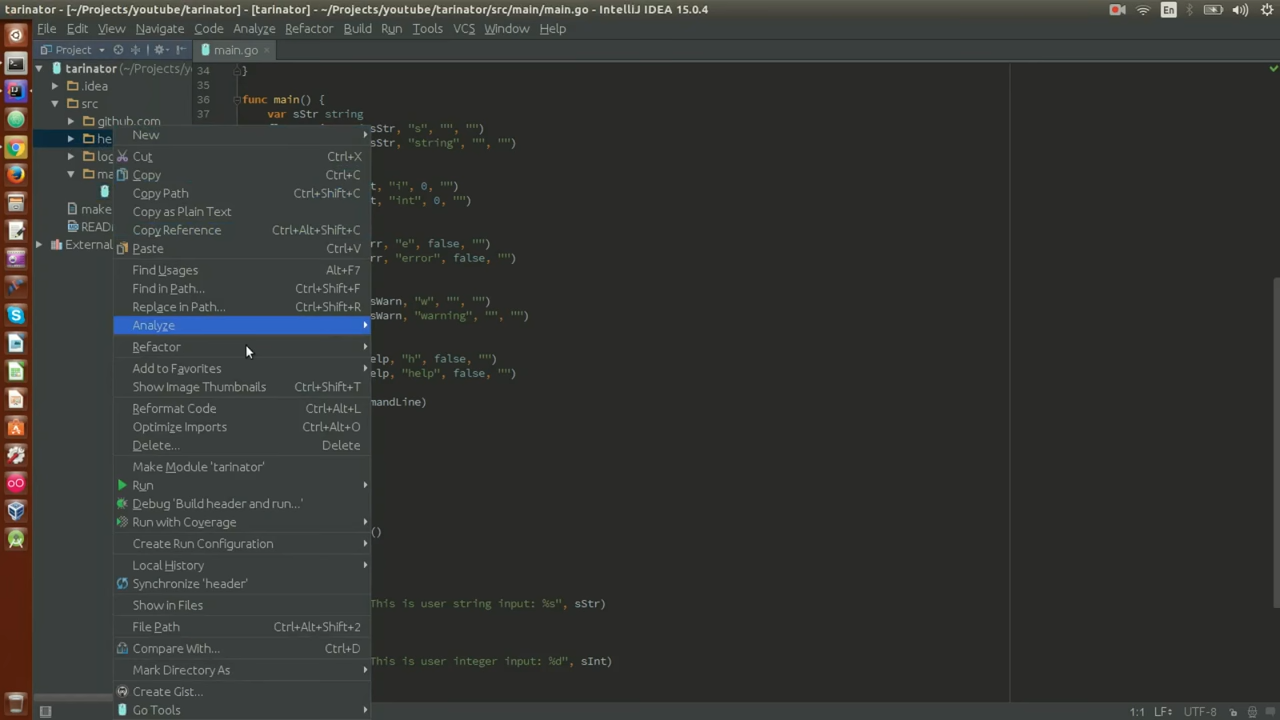 tarinator - [~/Projects/youtube/tarinator] - [tarinator] - ~/Projects/youtube/tarinator/src/main/main.go - IntelliJ IDEA 15.0.4
En
File Edit View Navigate Code Analyze Refactor Build Run Tools VCS Window Help
Project main.go
tarinator (~/Projects/y
.idea
src
github.com
he
log
ma
make
READ
External
New
Cut Ctrl+X
Copy Ctrl+C
Copy Path Ctrl+Shift+C
Copy as Plain Text
Copy Reference Ctrl+Alt+Shift+C
Paste Ctrl+V
Find Usages Alt+F7
Find in Path... Ctrl+Shift+F
Replace in Path... Ctrl+Shift+R
Analyze
Refactor
Add to Favorites
Show Image Thumbnails Ctrl+Shift+T
Reformat Code Ctrl+Alt+L
Optimize Imports Ctrl+Alt+O
Delete... Delete
Make Module 'tarinator'
Run
Debug 'Build header and run...'
Run with Coverage
Create Run Configuration
Local History
Synchronize 'header'
Show in Files
File Path Ctrl+Alt+Shift+2
Compare With... Ctrl+D
Mark Directory As
Create Gist...
Go Tools
34 }
35
36 func main() {
37 var sStr string
sStr, "s", "", "")
sStr, "string", "", "")
t, "i", 0, "")
t, "int", 0, "")
rr, "e", false, "")
rr, "error", false, "")
sWarn, "w", "", "")
sWarn, "warning", "", "")
elp, "h", false, "")
elp, "help", false, "")
mandLine)
()
This is user string input: %s", sStr)
This is user integer input: %d", sInt)
1:1 LF UTF-8